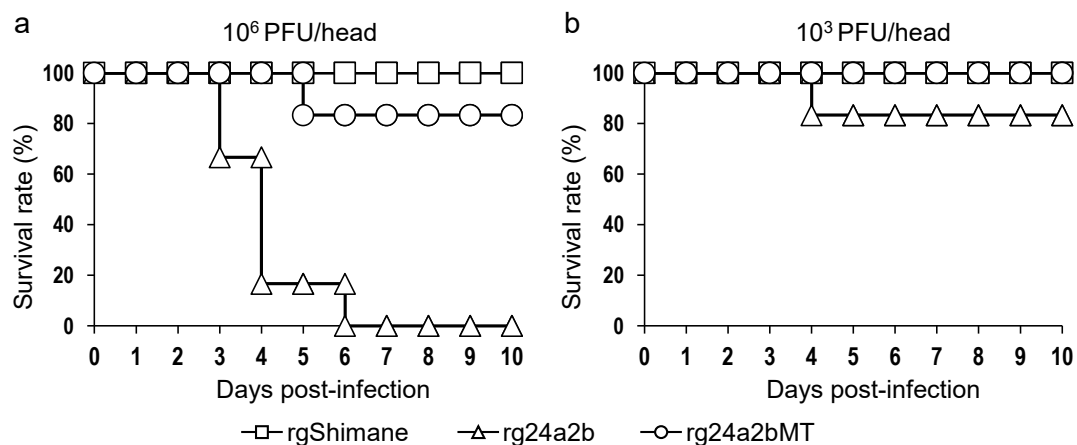 a
10⁶ PFU/head
Survival rate (%)
100
80
60
40
20
0
0 1 2 3 4 5 6 7 8 9 10
Days post-infection
b
10³ PFU/head
Survival rate (%)
100
80
60
40
20
0
0 1 2 3 4 5 6 7 8 9 10
Days post-infection
rgShimane rg24a2b rg24a2bMT